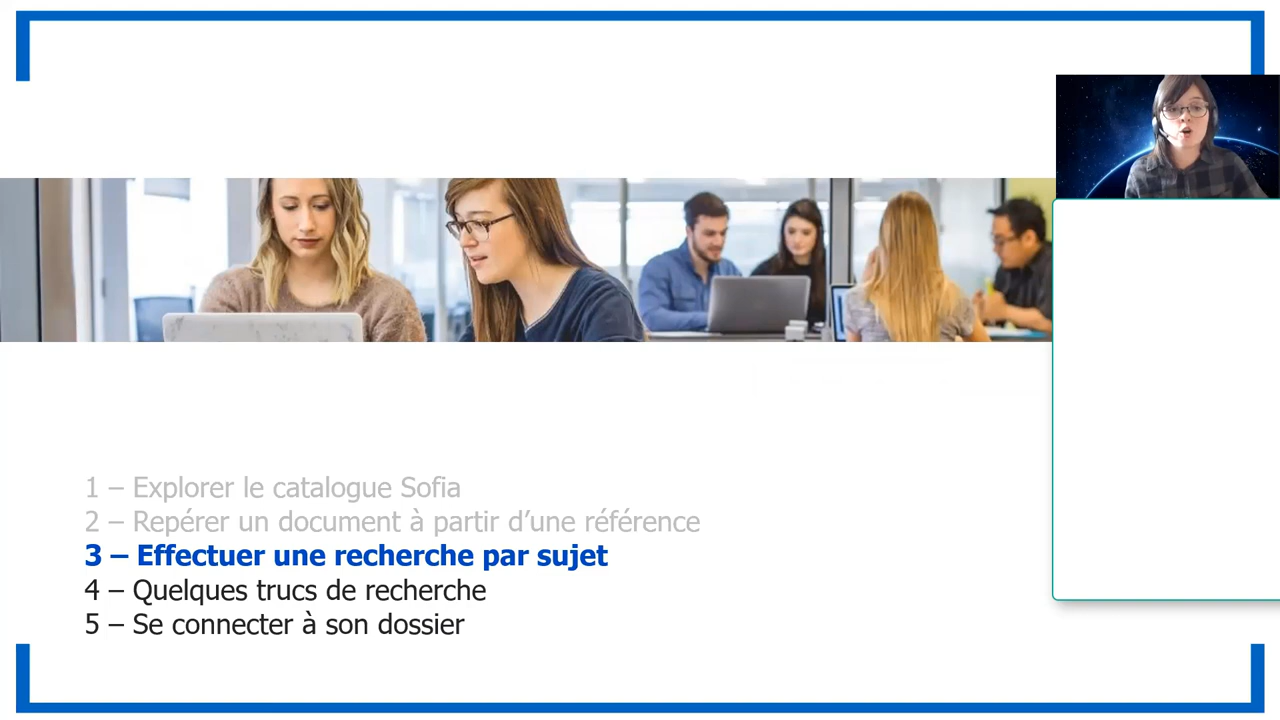 1 – Explorer le catalogue Sofia
2 – Repérer un document à partir d’une référence
3 – Effectuer une recherche par sujet
4 – Quelques trucs de recherche
5 – Se connecter à son dossier